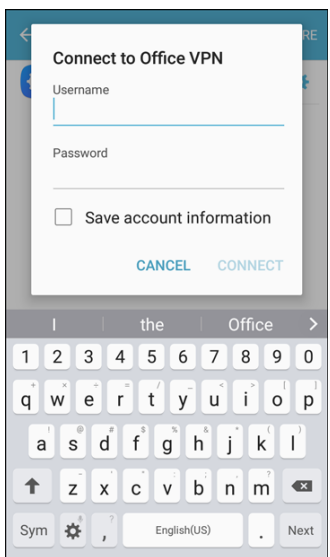 RE
Connect to Office VPN
Username
Password
Save account information
CANCEL CONNECT
I the Office >
1 2 3 4 5 6 7 8 9 0
+ × ÷ = / _ < > [ ]
q w e r t y u i o p
! @ # $ % & * ( )
a s d f g h j k l
- ' " : ; , ?
z x c v b n m
Sym , ? English(US) . Next